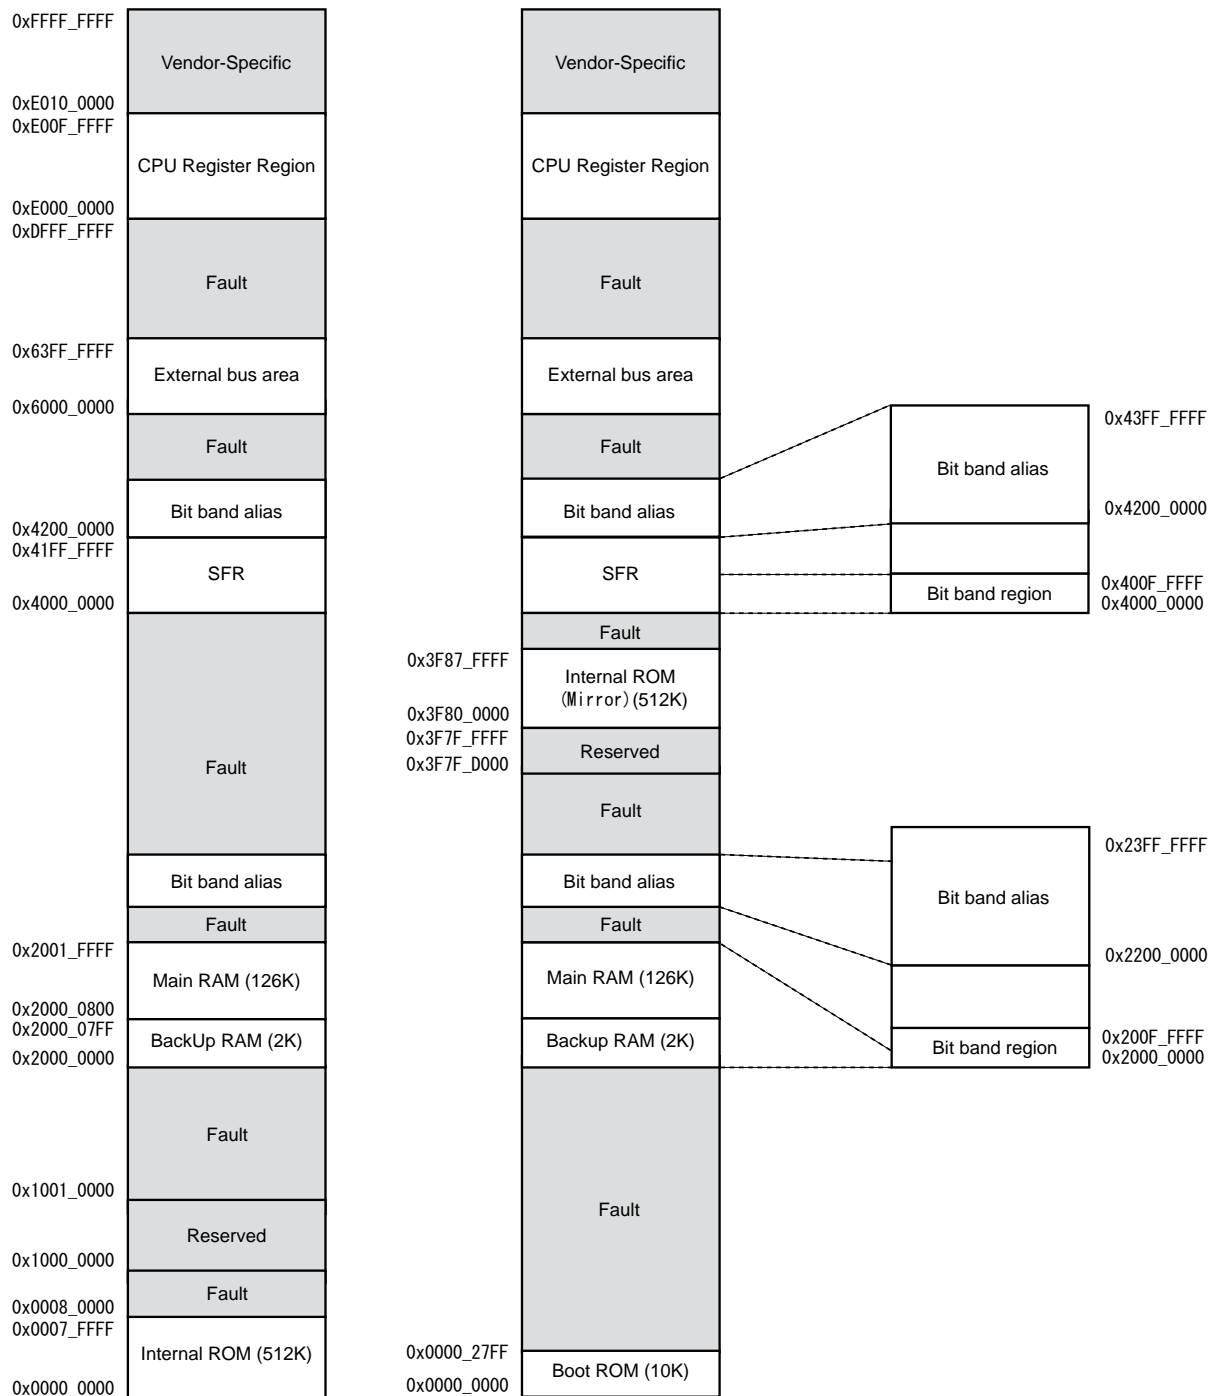 0xFFFF_FFFF
Vendor-Specific
0xE010_0000
0xE00F_FFFF
CPU Register Region
0xE000_0000
0xDFFF_FFFF
Fault
0x63FF_FFFF
External bus area
0x6000_0000
Fault
Bit band alias
0x4200_0000
0x41FF_FFFF
SFR
0x4000_0000
Fault
Bit band alias
Fault
0x2001_FFFF
Main RAM (126K)
0x2000_0800
0x2000_07FF
BackUp RAM (2K)
0x2000_0000
Fault
0x1001_0000
Reserved
0x1000_0000
Fault
0x0008_0000
0x0007_FFFF
Internal ROM (512K)
0x0000_0000
Vendor-Specific
CPU Register Region
Fault
External bus area
Fault
Bit band alias
SFR
Fault
0x3F87_FFFF
Internal ROM
(Mirror)(512K)
0x3F80_0000
0x3F7F_FFFF
Reserved
0x3F7F_D000
Fault
Bit band alias
Fault
Main RAM (126K)
Backup RAM (2K)
Fault
0x0000_27FF
Boot ROM (10K)
0x0000_0000
0x43FF_FFFF
Bit band alias
0x4200_0000
0x400F_FFFF
Bit band region
0x4000_0000
0x23FF_FFFF
Bit band alias
0x2200_0000
0x200F_FFFF
Bit band region
0x2000_0000